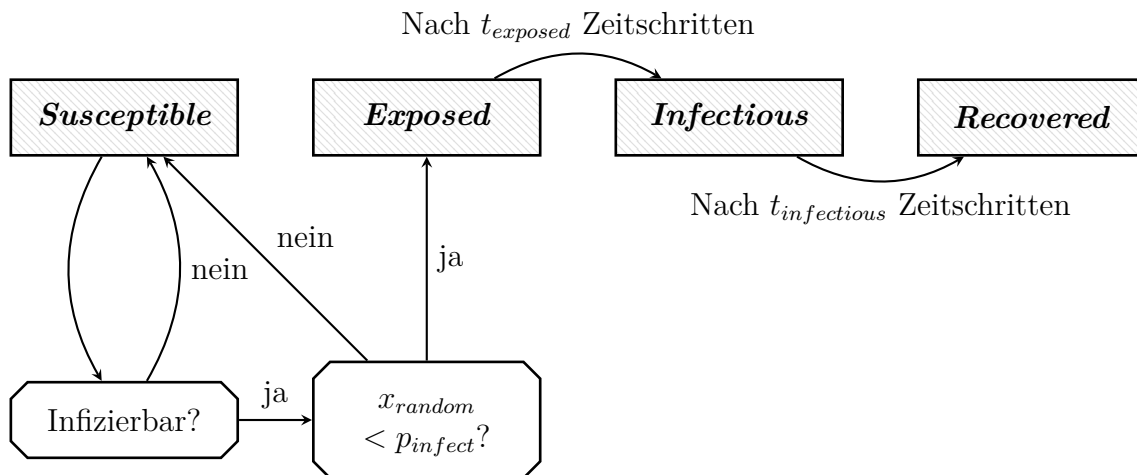 Nach t_exposed Zeitschritten
Susceptible
Exposed
Infectious
Recovered
Nach t_infectious Zeitschritten
nein
nein
ja
Infizierbar?
ja
x_random
< p_infect?